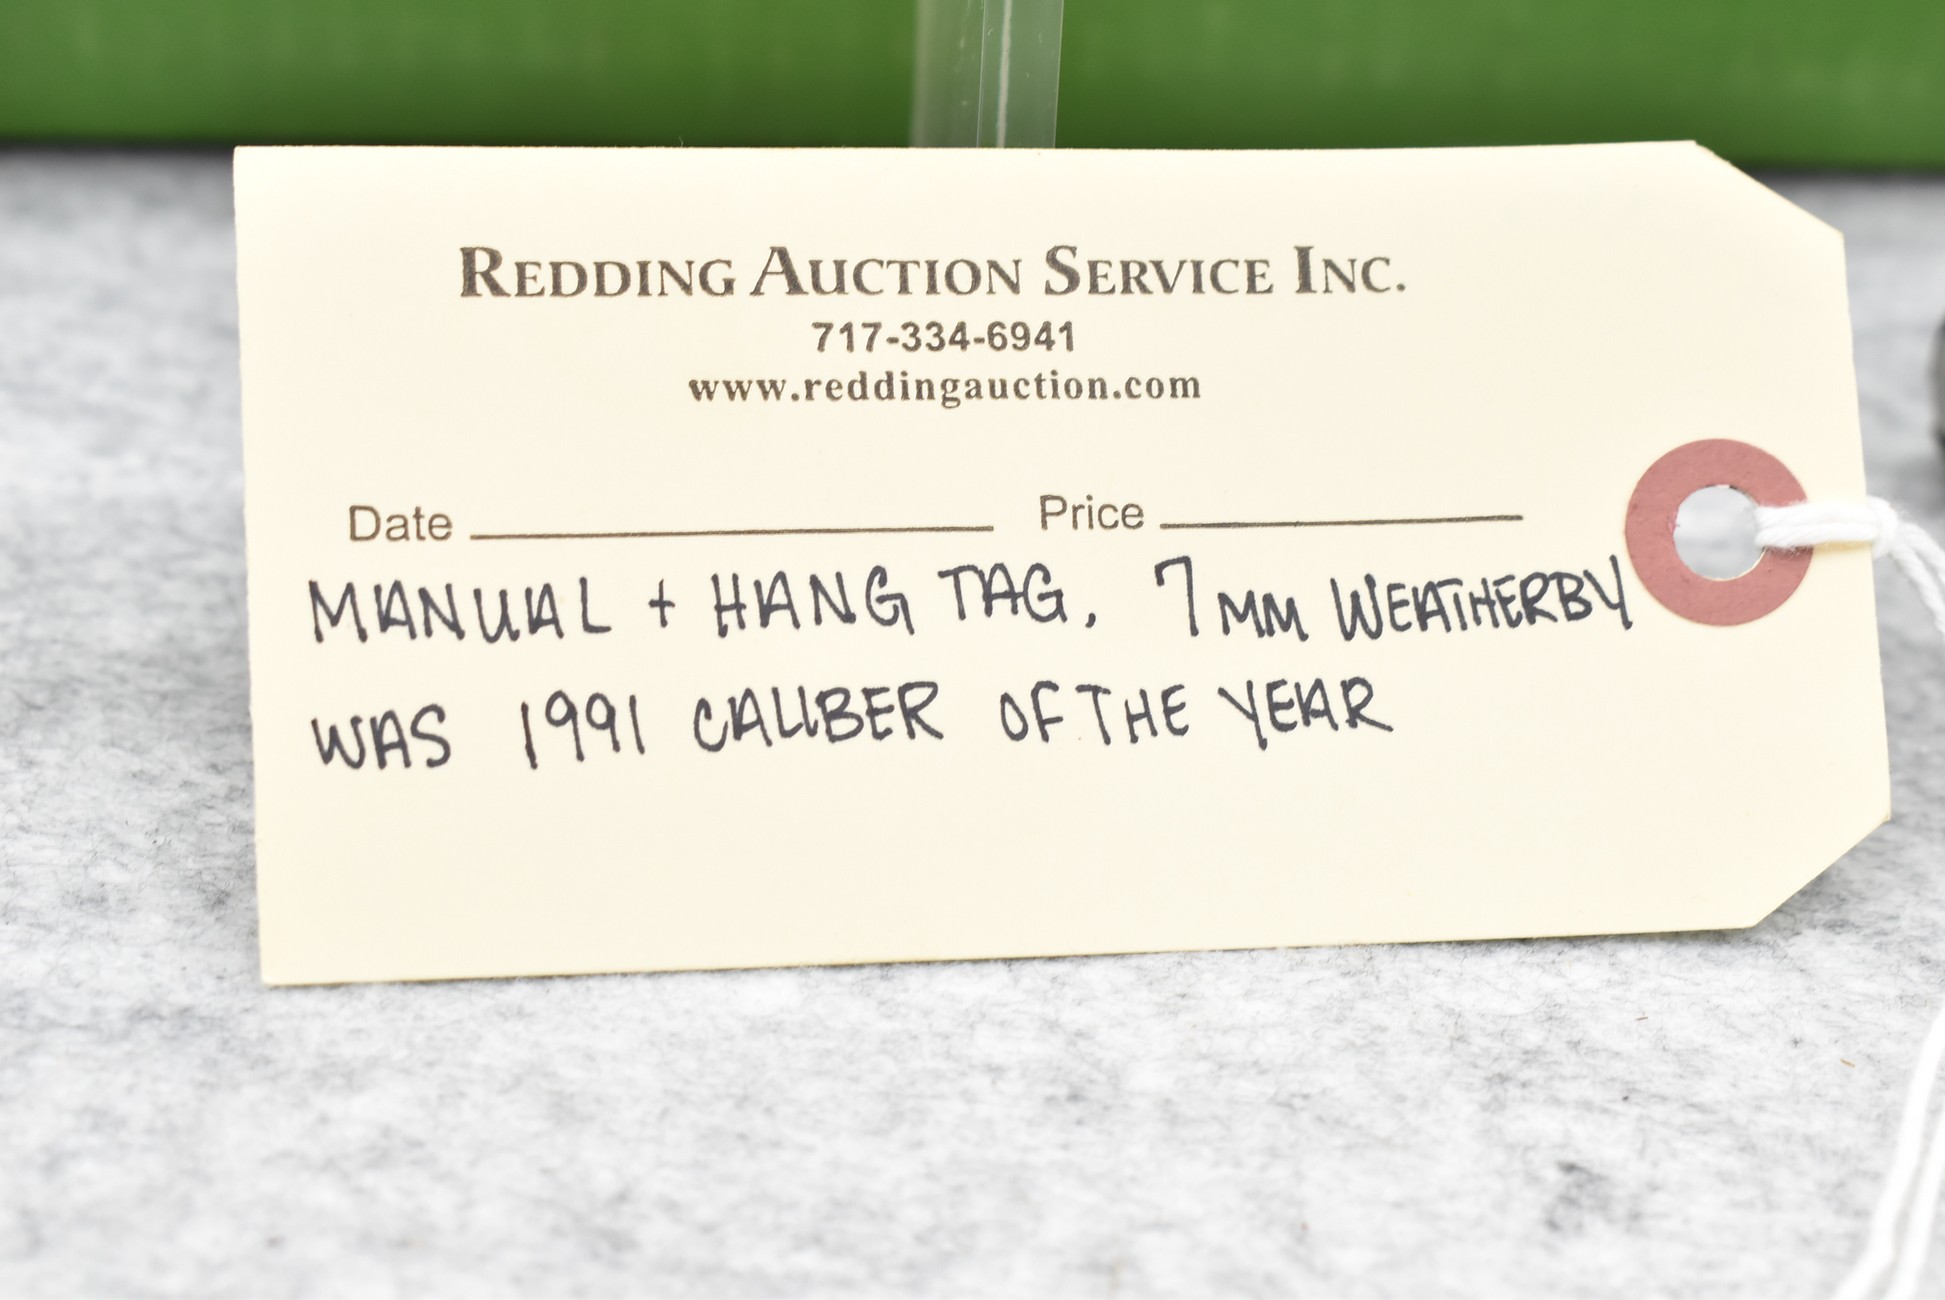 REDDING AUCTION SERVICE INC.
717-334-6941
www.reddingauction.com
Date Price
MANUAL + HANG TAG, 7MM WEATHERBY
WAS 1991 CALIBER OF THE YEAR